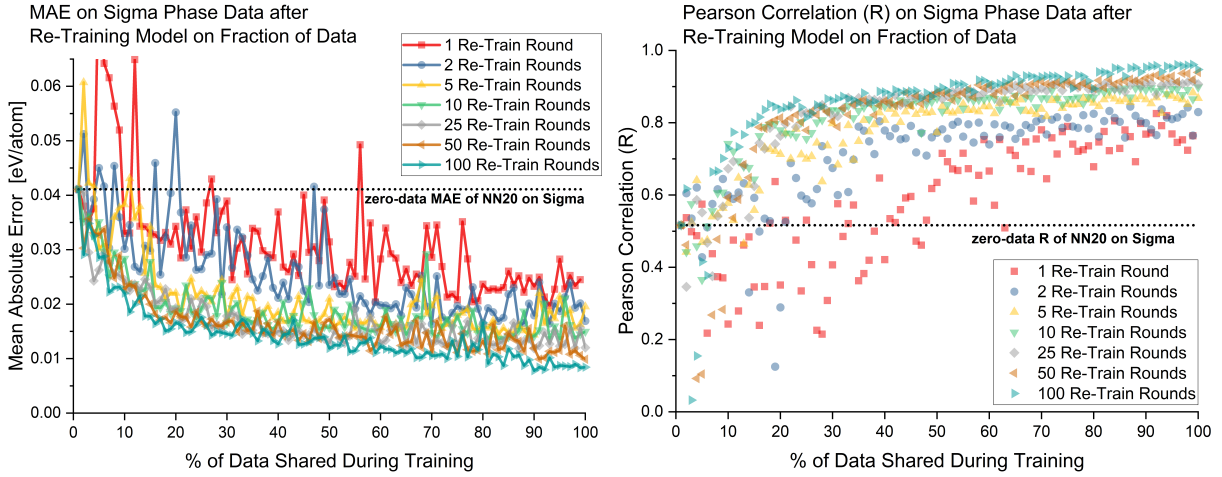 MAE on Sigma Phase Data after
Re-Training Model on Fraction of Data
1 Re-Train Round
2 Re-Train Rounds
5 Re-Train Rounds
10 Re-Train Rounds
25 Re-Train Rounds
50 Re-Train Rounds
100 Re-Train Rounds
Mean Absolute Error [eV/atom]
0.06
0.05
0.04
0.03
0.02
0.01
0.00
zero-data MAE of NN20 on Sigma
0 10 20 30 40 50 60 70 80 90 100
% of Data Shared During Training
Pearson Correlation (R) on Sigma Phase Data after
Re-Training Model on Fraction of Data
Pearson Correlation (R)
1.0
0.8
0.6
0.4
0.2
0.0
zero-data R of NN20 on Sigma
1 Re-Train Round
2 Re-Train Rounds
5 Re-Train Rounds
10 Re-Train Rounds
25 Re-Train Rounds
50 Re-Train Rounds
100 Re-Train Rounds
0 10 20 30 40 50 60 70 80 90 100
% of Data Shared During Training